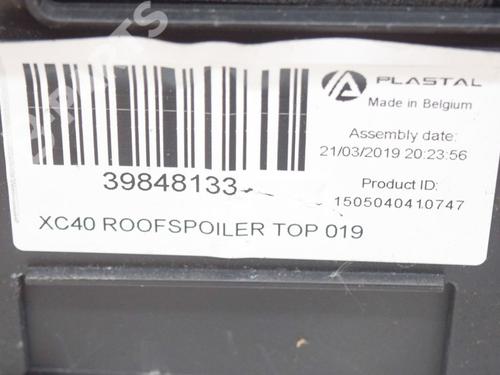 PLASTAL
Made in Belgium
Assembly date:
21/03/2019 20:23:56
39848133
Product ID:
1505040410747
XC40 ROOFSPOILER TOP 019